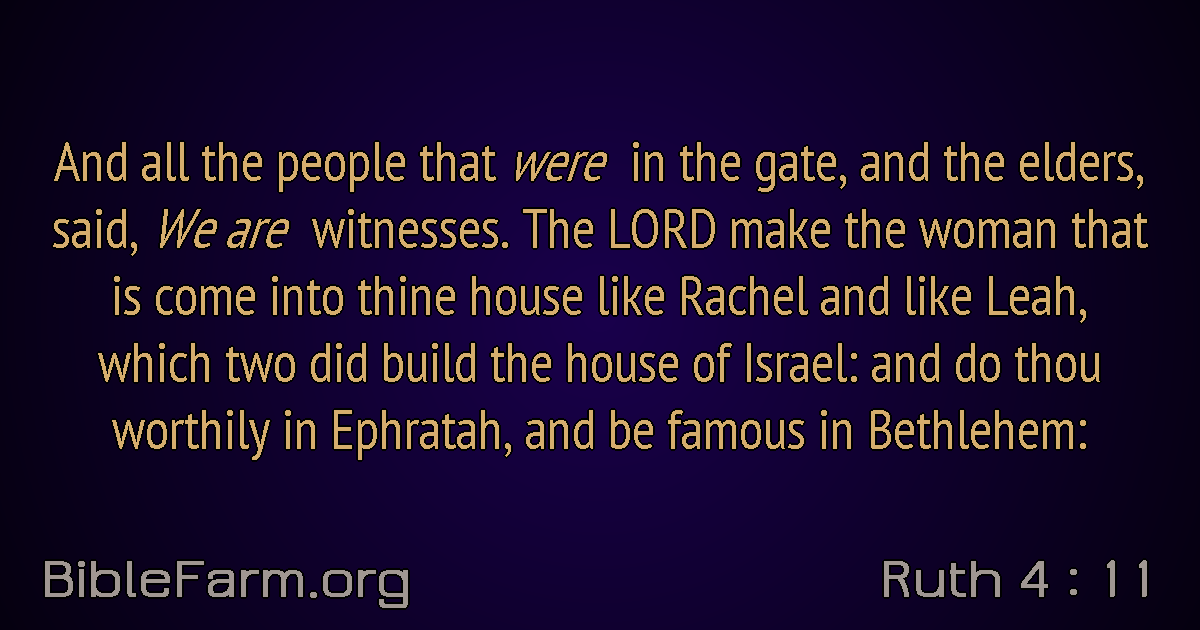 And all the people that were in the gate, and the elders,
said, We are witnesses. The LORD make the woman that
is come into thine house like Rachel and like Leah,
which two did build the house of Israel: and do thou
worthily in Ephratah, and be famous in Bethlehem:
BibleFarm.org
Ruth 4 : 11